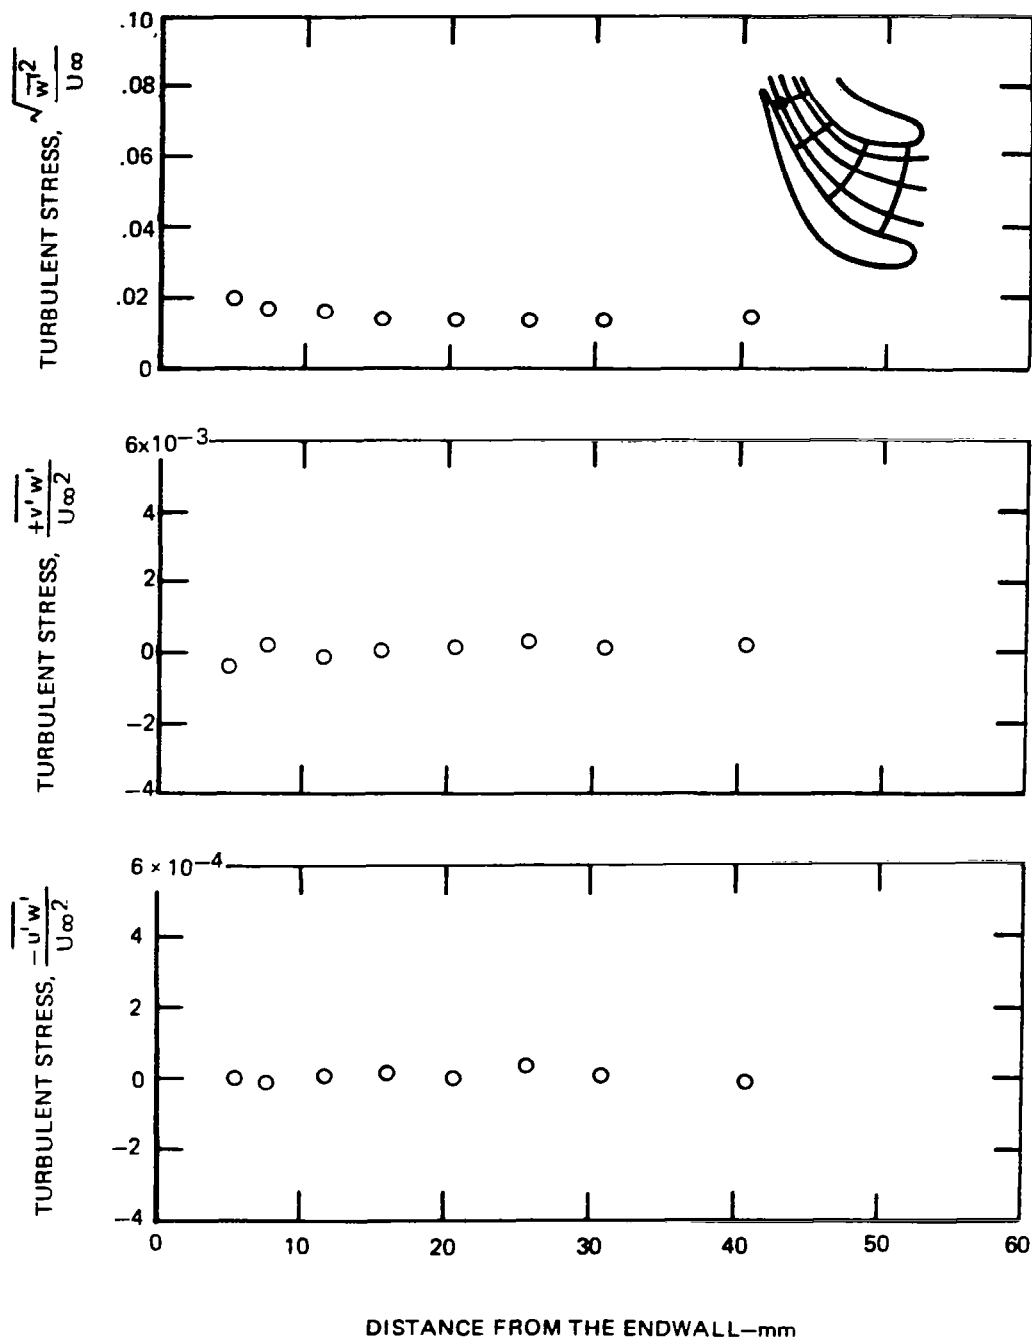 TURBULENT STRESS, √w'2 / U∞
.10
.08
.06
.04
.02
0
TURBULENT STRESS, +v'w' / U∞2
6×10−3
4
2
0
−2
−4
TURBULENT STRESS, −u'w' / U∞2
6 × 10−4
4
2
0
−2
−4
0 10 20 30 40 50 60
DISTANCE FROM THE ENDWALL—mm